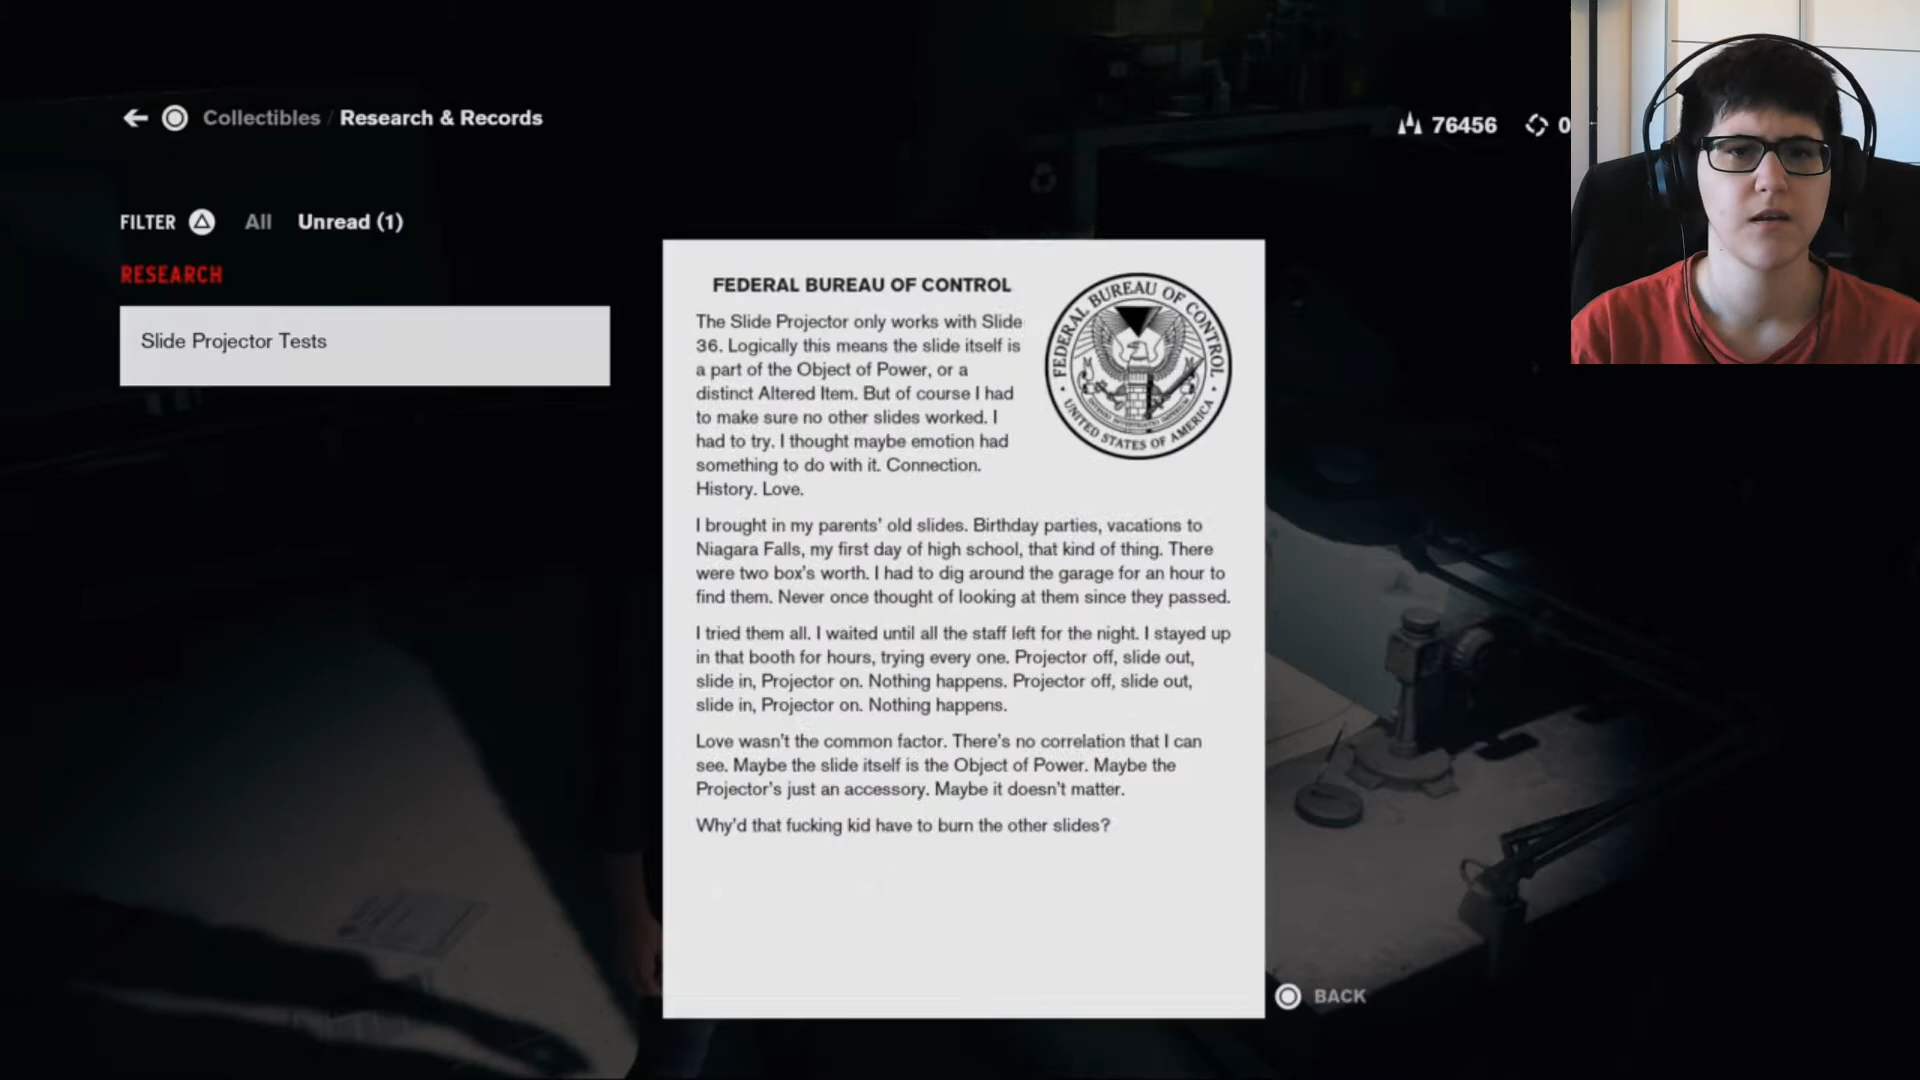 Collectibles / Research & Records
76456
0
FILTER All Unread (1)
RESEARCH
Slide Projector Tests
FEDERAL BUREAU OF CONTROL
FEDERAL BUREAU OF CONTROL
UNITED STATES OF AMERICA
The Slide Projector only works with Slide
36. Logically this means the slide itself is
a part of the Object of Power, or a
distinct Altered Item. But of course I had
to make sure no other slides worked. I
had to try. I thought maybe emotion had
something to do with it. Connection.
History. Love.
I brought in my parents' old slides. Birthday parties, vacations to
Niagara Falls, my first day of high school, that kind of thing. There
were two box's worth. I had to dig around the garage for an hour to
find them. Never once thought of looking at them since they passed.
I tried them all. I waited until all the staff left for the night. I stayed up
in that booth for hours, trying every one. Projector off, slide out,
slide in, Projector on. Nothing happens. Projector off, slide out,
slide in, Projector on. Nothing happens.
Love wasn't the common factor. There's no correlation that I can
see. Maybe the slide itself is the Object of Power. Maybe the
Projector's just an accessory. Maybe it doesn't matter.
Why'd that fucking kid have to burn the other slides?
BACK